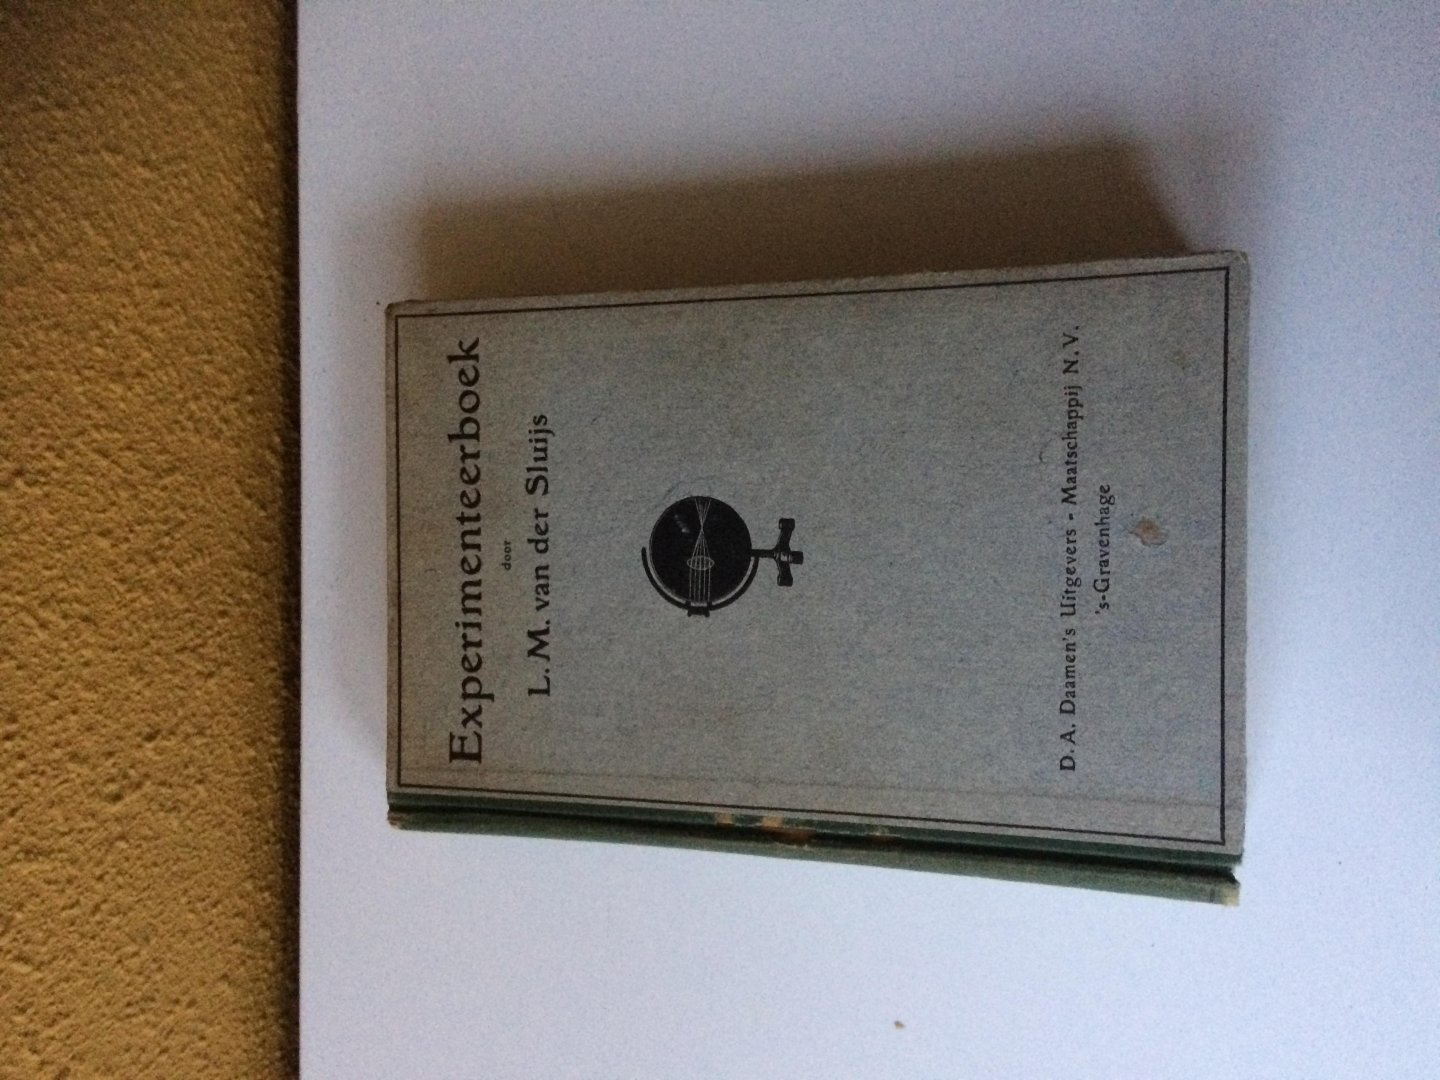 Experimenteerboek
door
L.M. van der Sluijs
D.A. Daamen's Uitgevers - Maatschappij N.V.
's-Gravenhage